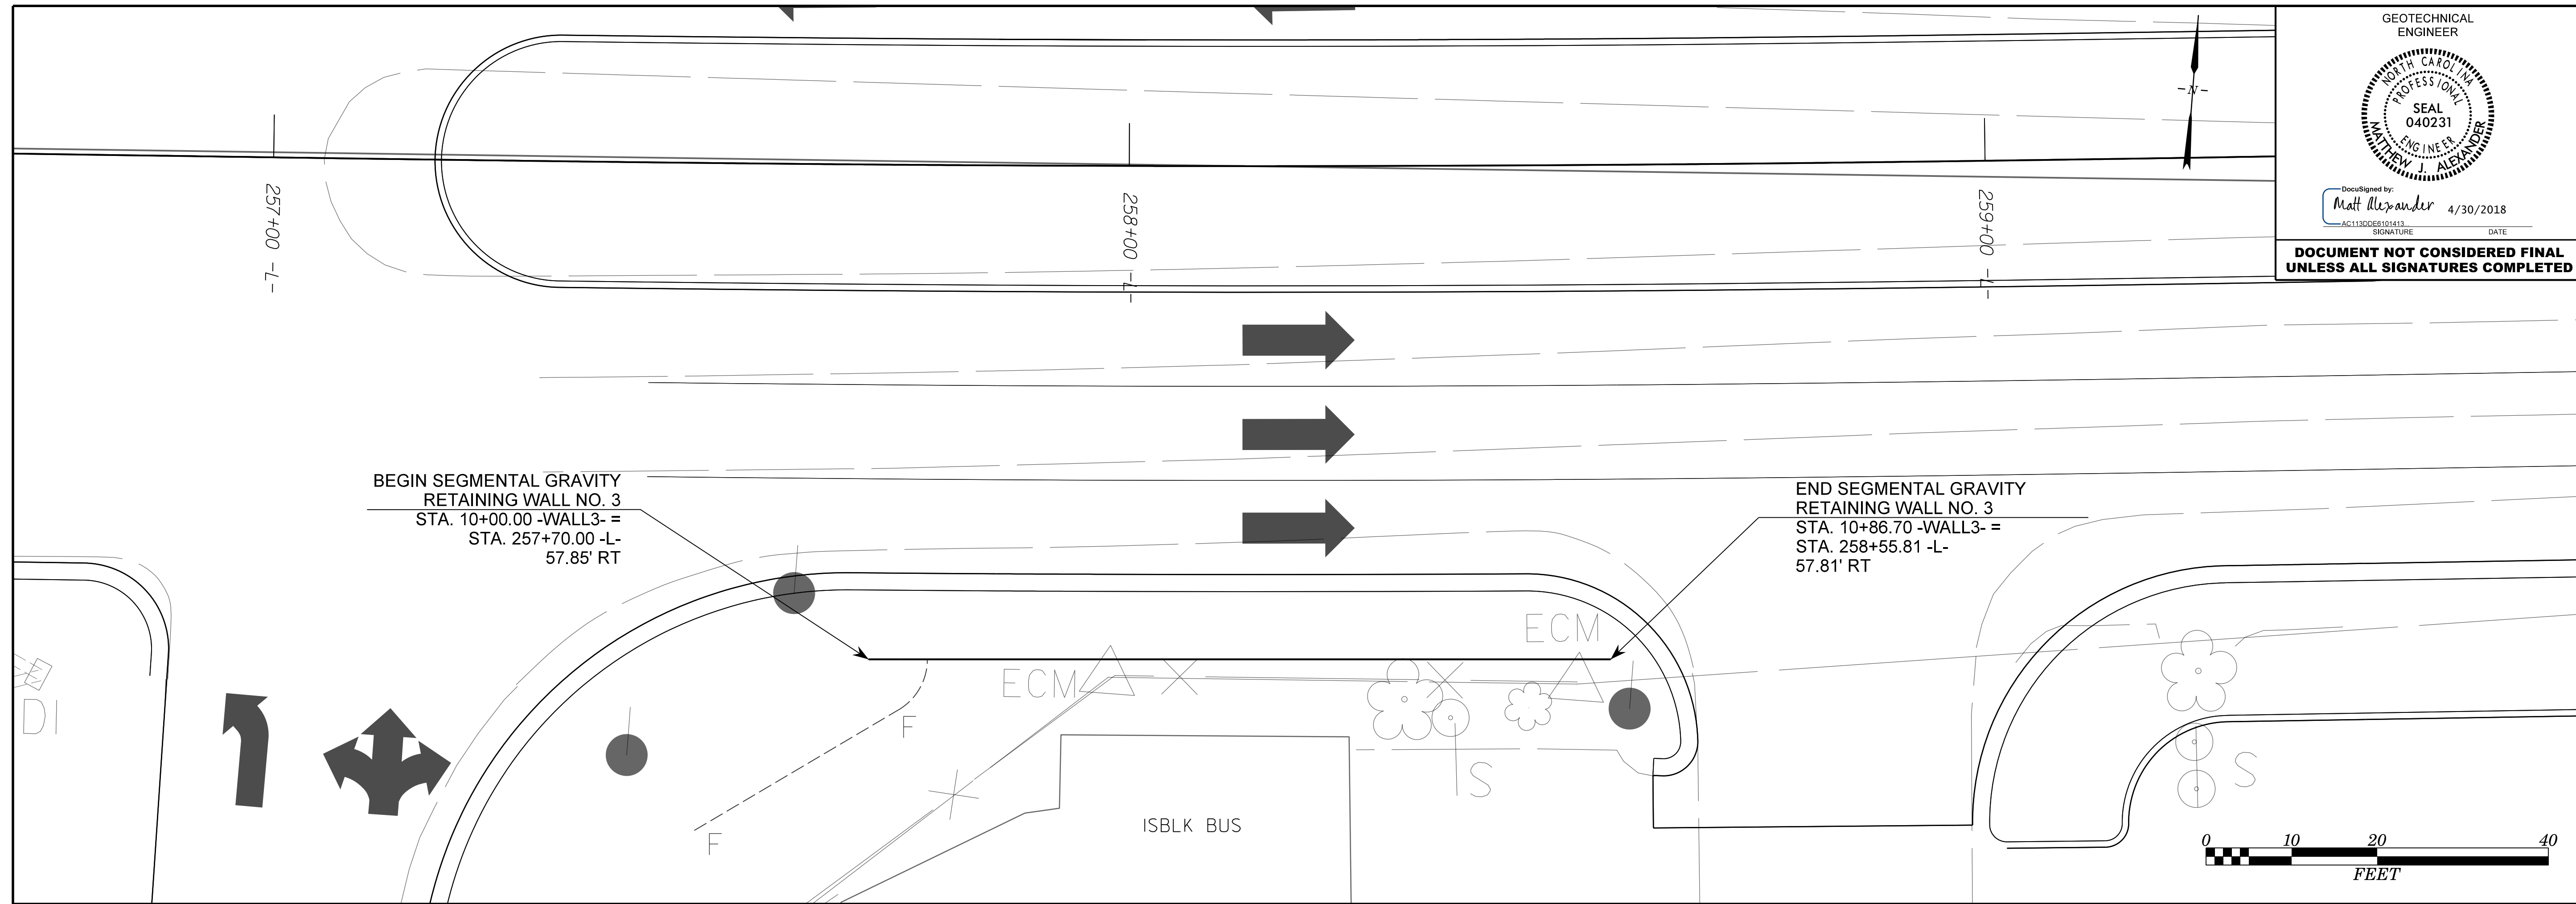 GEOTECHNICAL
ENGINEER
NORTH CAROLINA
PROFESSIONAL
SEAL
040231
ENGINEER
MATTHEW J. ALEXANDER
DocuSigned by:
Matt Alexander 4/30/2018
AC113DDE6101413...
SIGNATURE DATE
DOCUMENT NOT CONSIDERED FINAL
UNLESS ALL SIGNATURES COMPLETED
N
257+00 -L-
258+00 -L-
259+00 -L-
BEGIN SEGMENTAL GRAVITY
RETAINING WALL NO. 3
STA. 10+00.00 -WALL3- =
STA. 257+70.00 -L-
57.85' RT
END SEGMENTAL GRAVITY
RETAINING WALL NO. 3
STA. 10+86.70 -WALL3- =
STA. 258+55.81 -L-
57.81' RT
ECM
ECM
DI
F
F
S
S
ISBLK BUS
0 10 20 40
FEET